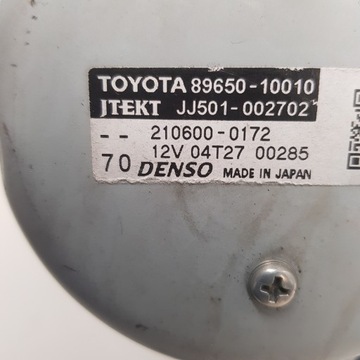 TOYOTA 89650-10010
JTEKT JJ501-002702
-- 210600-0172
12V 04T27 00285
70 DENSO MADE IN JAPAN